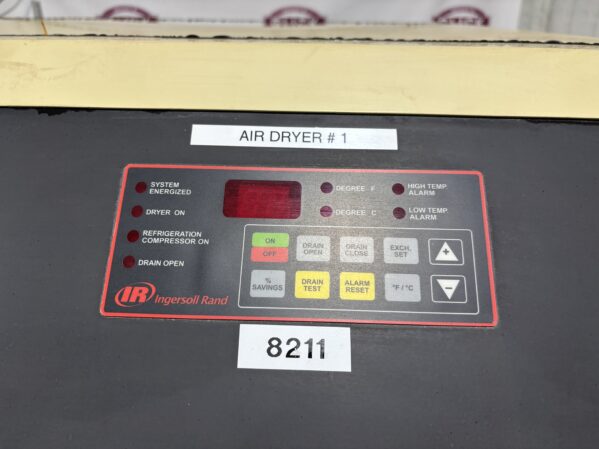 AIR DRYER # 1
SYSTEM
ENERGIZED
DRYER ON
REFRIGERATION
COMPRESSOR ON
DRAIN OPEN
DEGREE F
DEGREE C
HIGH TEMP.
ALARM
LOW TEMP.
ALARM
ON
OFF
DRAIN
OPEN
DRAIN
CLOSE
EXCH.
SET
+
%
SAVINGS
DRAIN
TEST
ALARM
RESET
°F / °C
−
IR Ingersoll Rand
8211